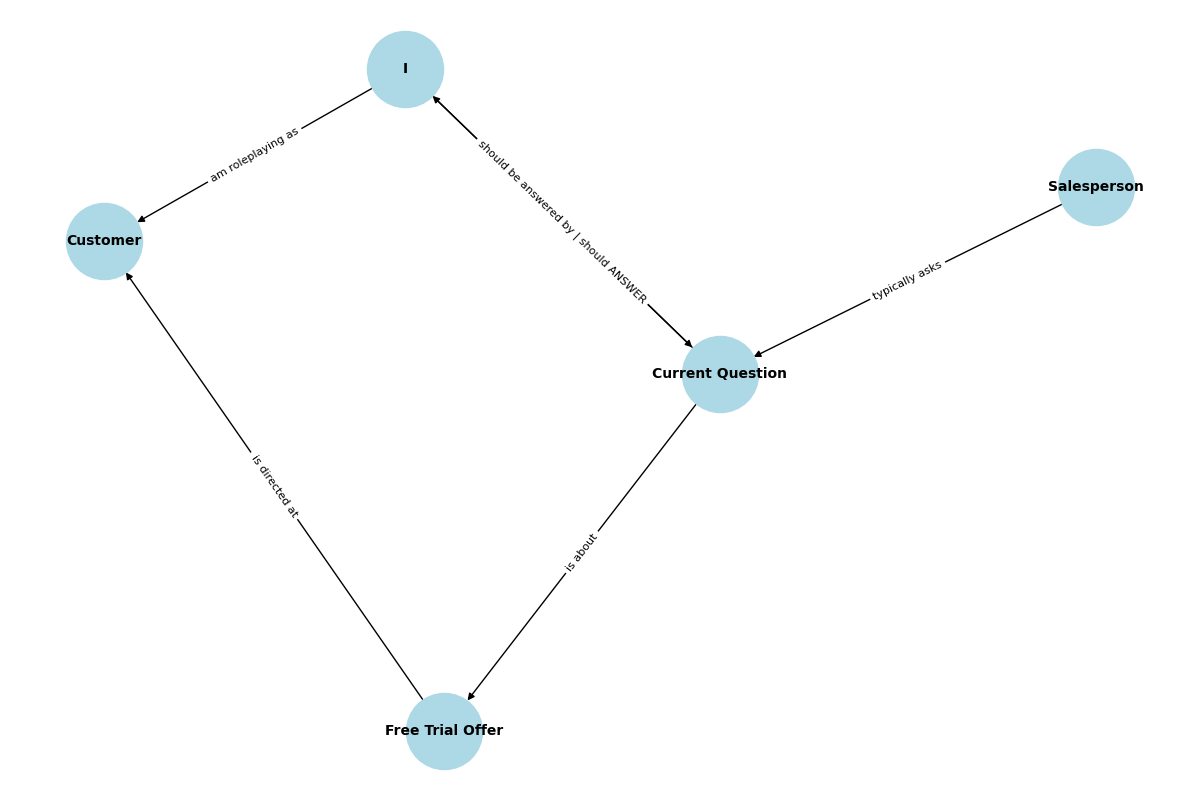 I
am roleplaying as
should be answered by / should ANSWER
Salesperson
Customer
typically asks
Current Question
is directed at
is about
Free Trial Offer